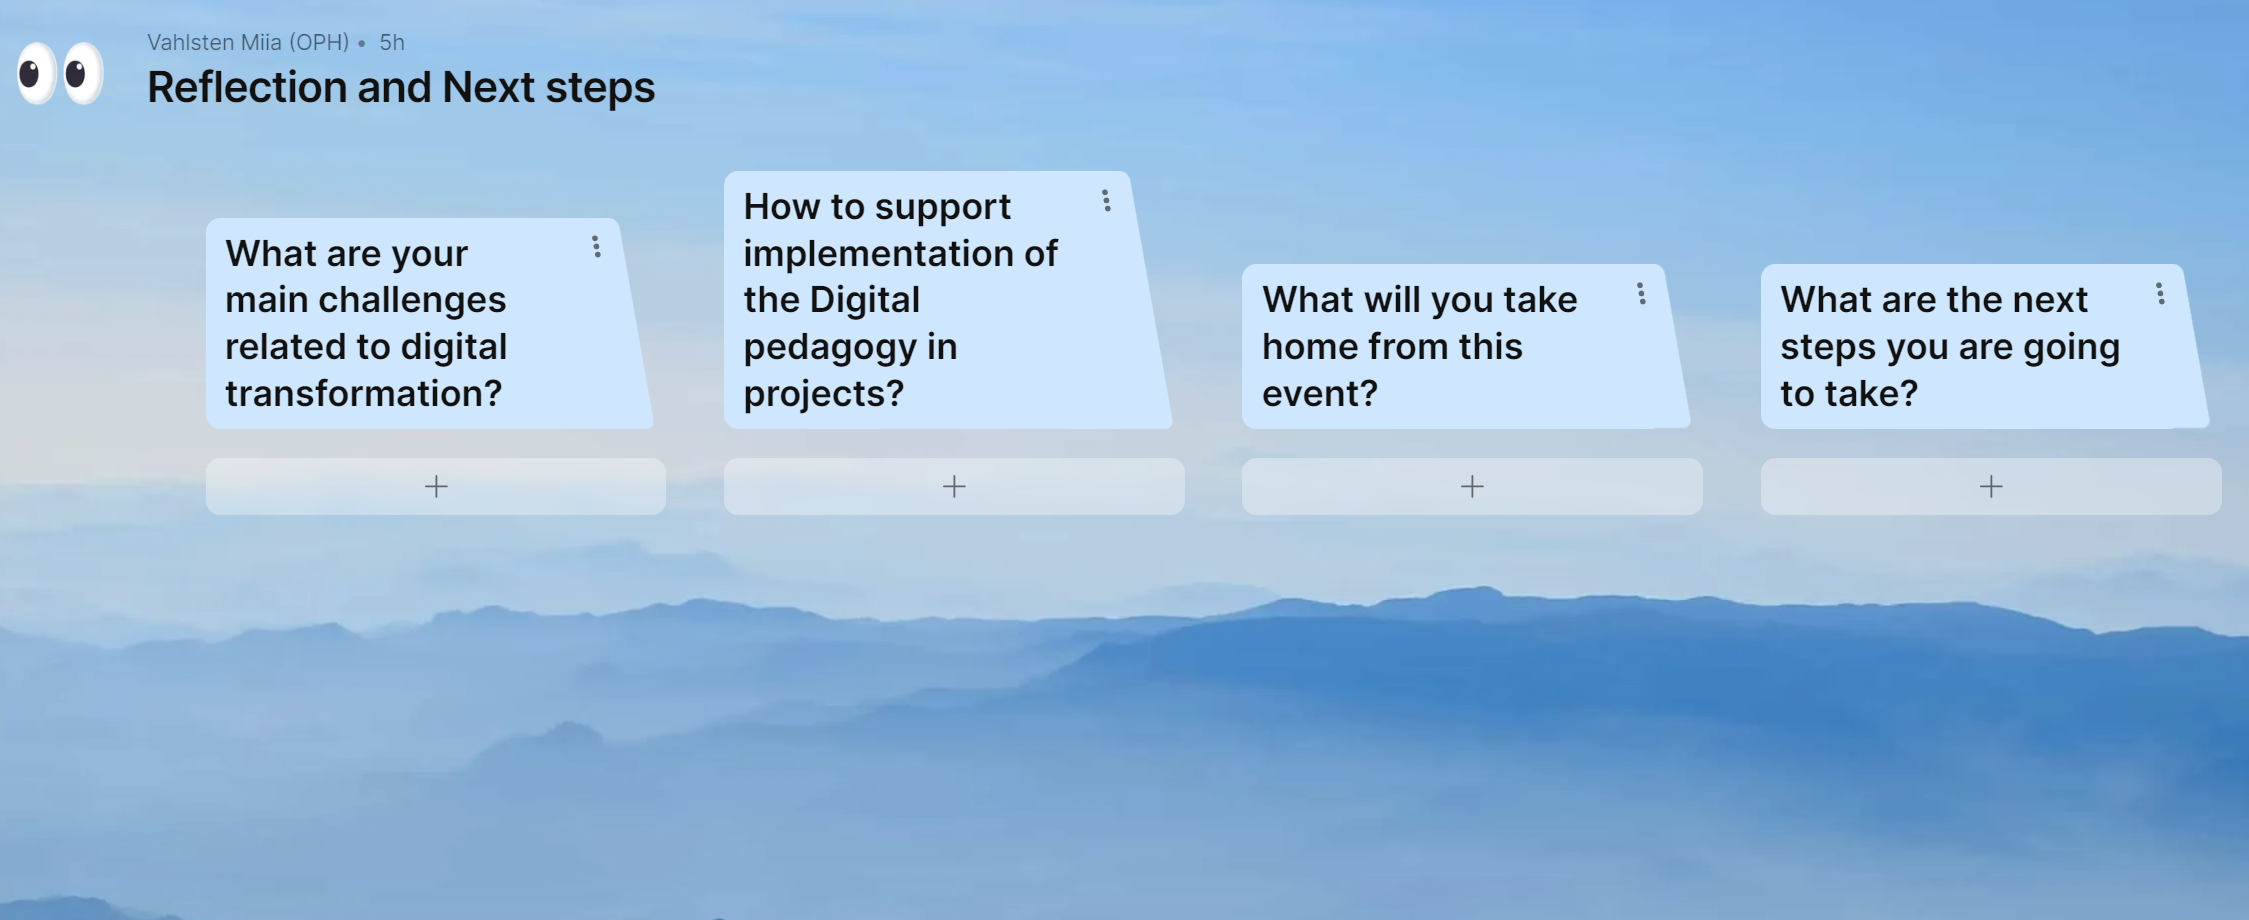 Vahlsten Miia (OPH) • 5h
Reflection and Next steps
What are your
main challenges
related to digital
transformation?
How to support
implementation of
the Digital
pedagogy in
projects?
What will you take
home from this
event?
What are the next
steps you are going
to take?